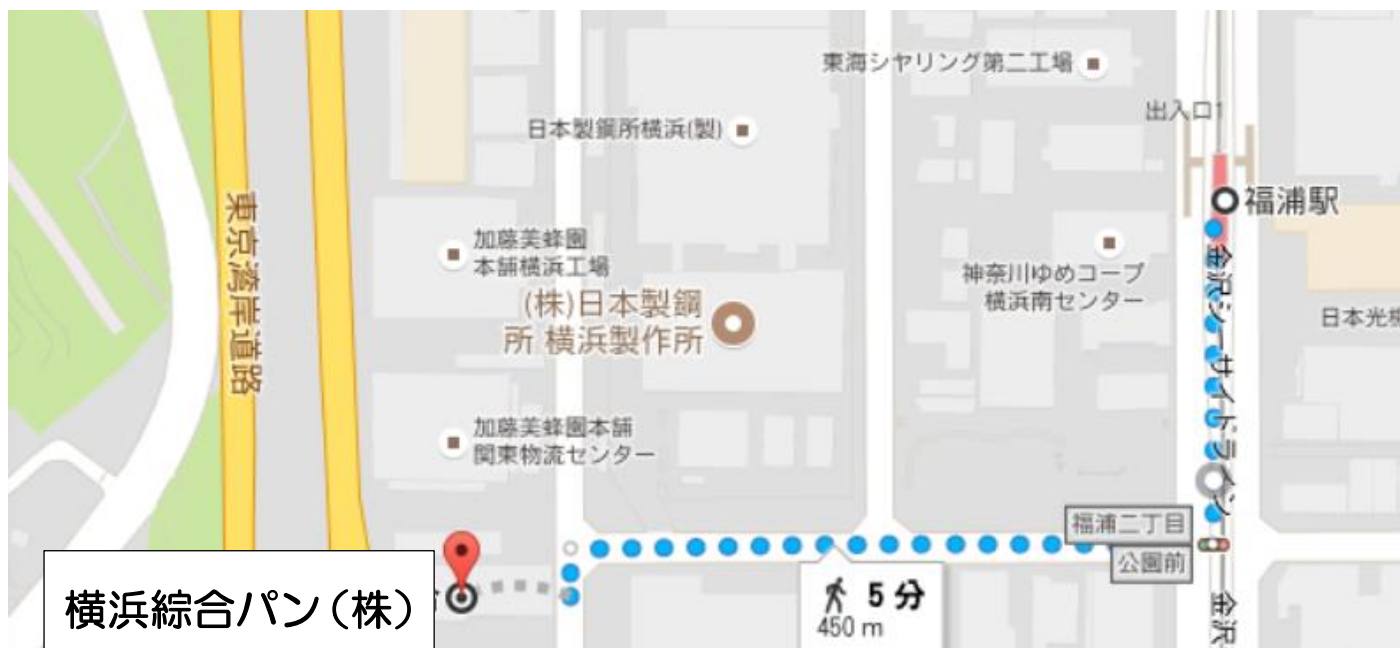 東海シヤリング第二工場
出入口1
日本製鋼所横浜(製)
福浦駅
東京湾岸道路
加藤美蜂園
本舗横浜工場
神奈川ゆめコープ
横浜南センター
(株)日本製鋼
所 横浜製作所
日本光
金沢シーサイドライン
加藤美蜂園本舗
関東物流センター
福浦二丁目
公園前
5 分
450 m
横浜綜合パン(株)
金沢